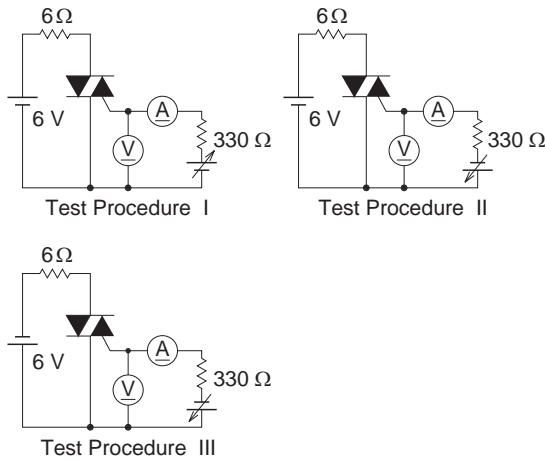 6Ω
6 V
A
V
330 Ω
Test Procedure I
6Ω
6 V
A
V
330 Ω
Test Procedure II
6Ω
6 V
A
V
330 Ω
Test Procedure III